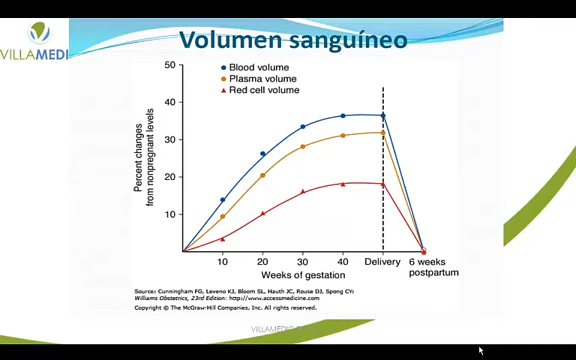 VILLAMEDI
Volumen sanguíneo
50
40
30
20
10
Percent changes
from nonpregnant levels
Blood volume
Plasma volume
Red cell volume
10 20 30 40 Delivery 6 weeks
postpartum
Weeks of gestation
Source: Cunningham FG, Leveno KJ, Bloom SL, Hauth JC, Rouse DJ, Spong CY:
Williams Obstetrics, 23rd Edition: http://www.accessmedicine.com
Copyright © The McGraw-Hill Companies, Inc. All rights reserved.
VILLAMEDIC